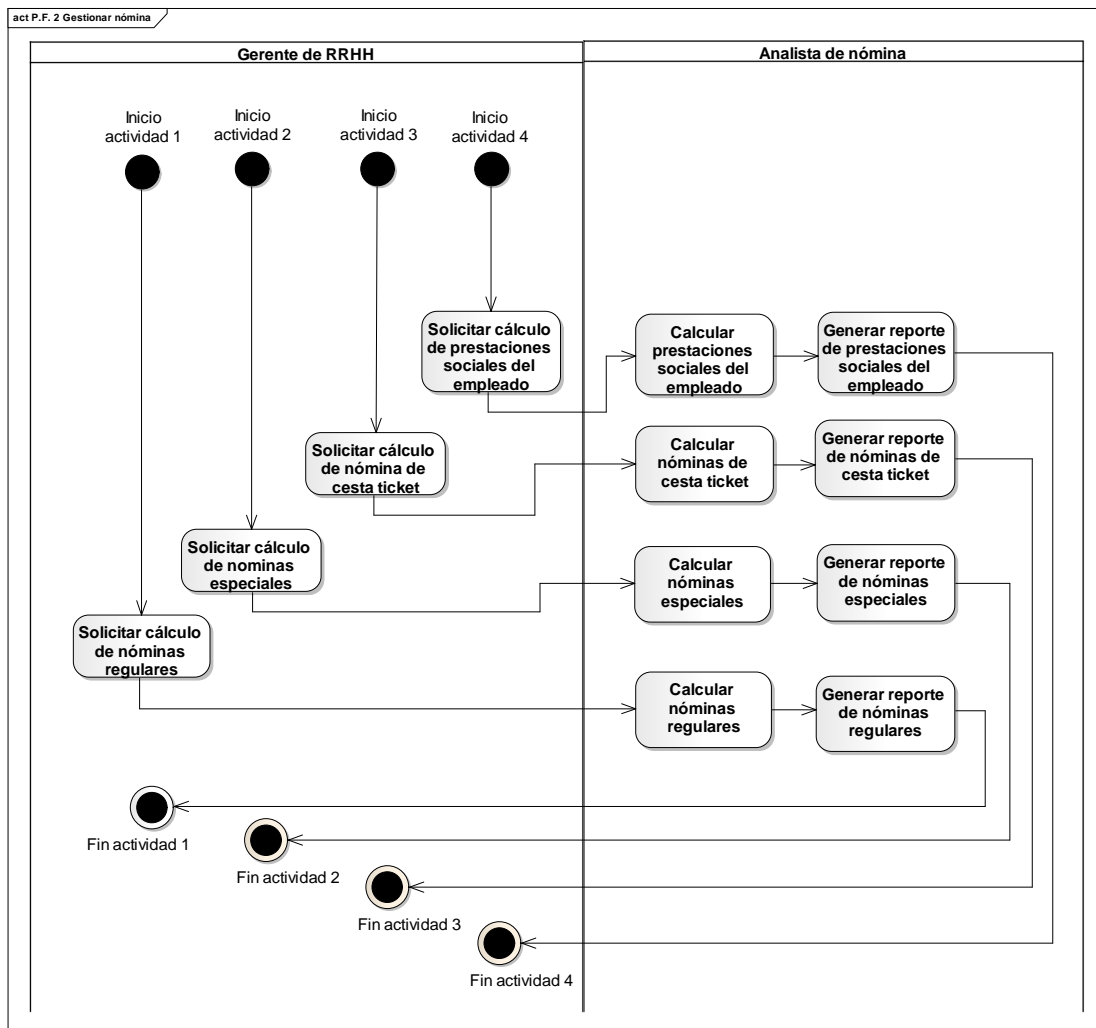 act P.F. 2 Gestionar nómina
Gerente de RRHH
Analista de nómina
Inicio
actividad 1
Inicio
actividad 2
Inicio
actividad 3
Inicio
actividad 4
Solicitar cálculo
de prestaciones
sociales del
empleado
Calcular
prestaciones
sociales del
empleado
Generar reporte
de prestaciones
sociales del
empleado
Solicitar cálculo
de nómina de
cesta ticket
Calcular
nóminas de
cesta ticket
Generar reporte
de nóminas de
cesta ticket
Solicitar cálculo
de nominas
especiales
Calcular
nóminas
especiales
Generar reporte
de nóminas
especiales
Solicitar cálculo
de nóminas
regulares
Calcular
nóminas
regulares
Generar reporte
de nóminas
regulares
Fin actividad 1
Fin actividad 2
Fin actividad 3
Fin actividad 4